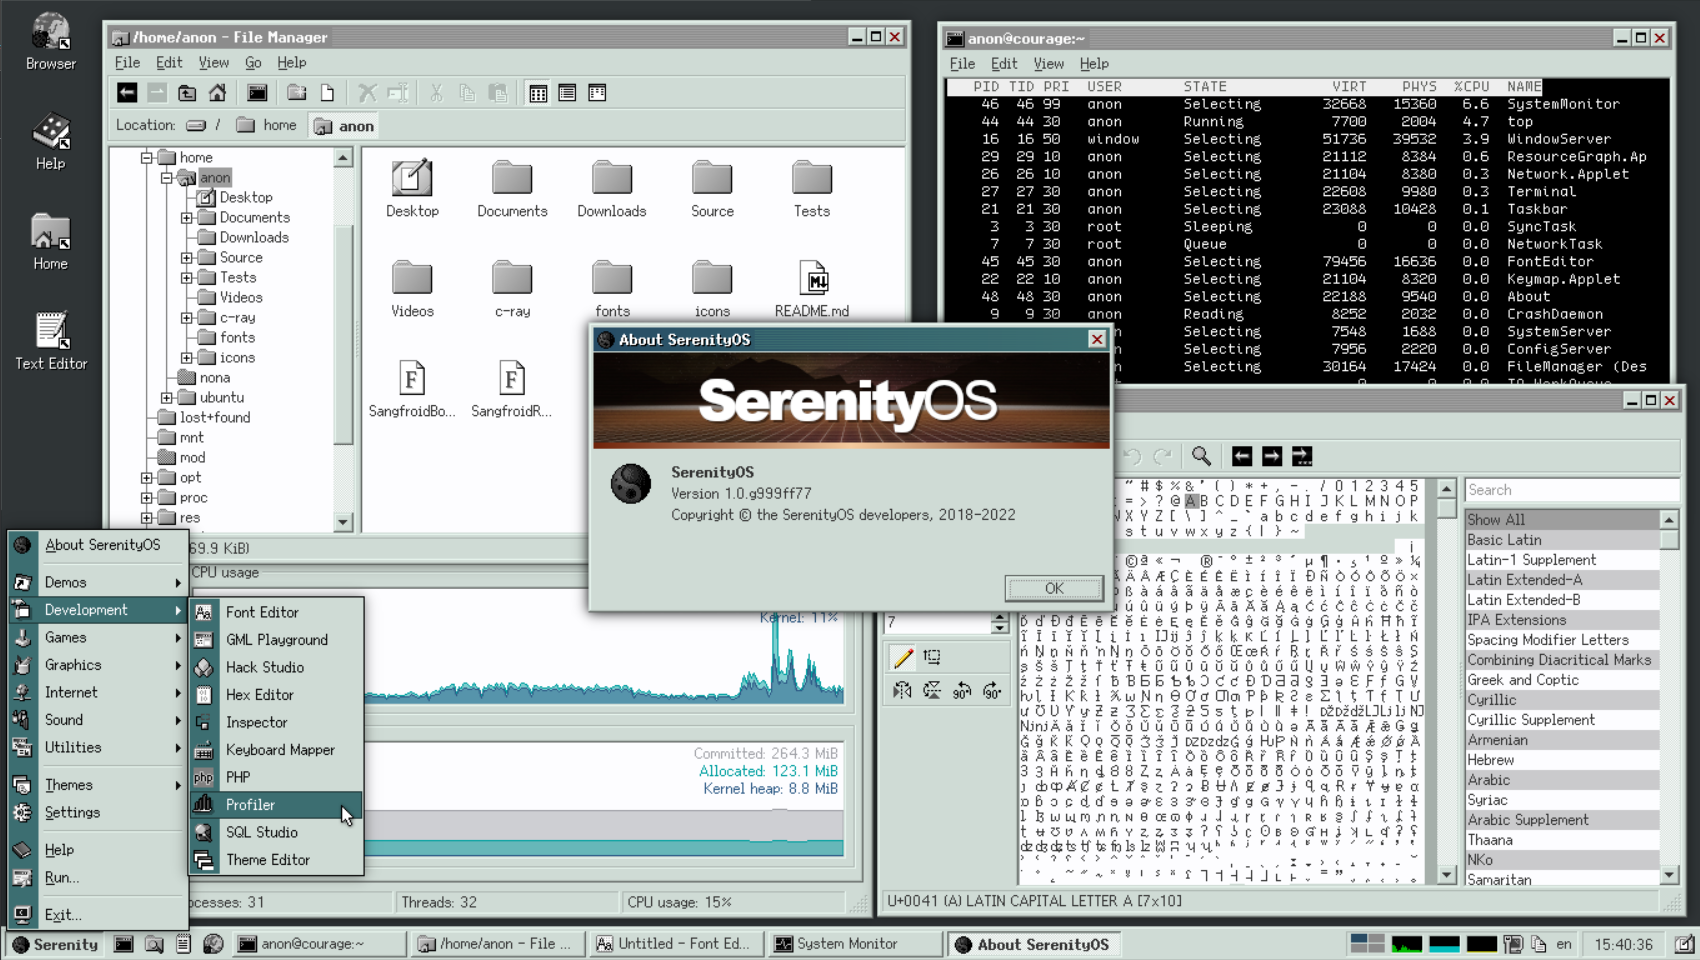 Browser
Help
Home
Text Editor
/home/anon - File Manager
File Edit View Go Help
Location: / home anon
home
anon
Desktop
Documents
Downloads
Source
Tests
Videos
c-ray
fonts
icons
nona
ubuntu
lost+found
mnt
mod
opt
proc
res
Desktop Documents Downloads Source Tests
Videos c-ray fonts icons README.md
SangfroidBo... SangfroidR...
69.9 KiB)
anon@courage:~
File Edit View Help
PID TID PRI USER STATE VIRT PHYS %CPU NAME
46 46 99 anon Selecting 32668 15360 6.6 SystemMonitor
44 44 30 anon Running 7700 2004 4.7 top
16 16 50 window Selecting 51736 39532 3.9 WindowServer
29 29 10 anon Selecting 21112 8384 0.6 ResourceGraph.Ap
26 26 10 anon Selecting 21104 8380 0.3 Network.Applet
27 27 30 anon Selecting 22608 9980 0.3 Terminal
21 21 30 anon Selecting 23088 10428 0.1 Taskbar
3 3 30 root Sleeping 0 0 0.0 SyncTask
7 7 30 root Queue 0 0 0.0 NetworkTask
45 45 30 anon Selecting 79456 16636 0.0 FontEditor
22 22 10 anon Selecting 21104 8320 0.0 Keymap.Applet
48 48 30 anon Selecting 22188 9540 0.0 About
9 9 30 anon Reading 8252 2032 0.0 CrashDaemon
Selecting 7548 1688 0.0 SystemServer
Selecting 7956 2220 0.0 ConfigServer
Selecting 30164 17424 0.0 FileManager (Des
About SerenityOS
SerenityOS
SerenityOS
Version 1.0.g999ff77
Copyright © the SerenityOS developers, 2018-2022
OK
About SerenityOS
Demos
Development
Games
Graphics
Internet
Sound
Utilities
Themes
Settings
Help
Run...
Exit...
Font Editor
GML Playground
Hack Studio
Hex Editor
Inspector
Keyboard Mapper
PHP
Profiler
SQL Studio
Theme Editor
CPU usage
Kernel: 11%
Committed: 264.3 MiB
Allocated: 123.1 MiB
Kernel heap: 8.8 MiB
ocesses: 31 Threads: 32 CPU usage: 15%
7
" # $ % & ' ( ) * + , - . / 0 1 2 3 4 5
= > ? @ A B C D E F G H I J K L M N O P
W X Y Z [ \ ] ^ _ ` a b c d e f g h i j k
s t u v w x y z { | } ~
Search
Show All
Basic Latin
Latin-1 Supplement
Latin Extended-A
Latin Extended-B
IPA Extensions
Spacing Modifier Letters
Combining Diacritical Marks
Greek and Coptic
Cyrillic
Cyrillic Supplement
Armenian
Hebrew
Arabic
Syriac
Arabic Supplement
Thaana
NKo
Samaritan
U+0041 (A) LATIN CAPITAL LETTER A [7x10]
Serenity anon@courage:~ /home/anon - File ... Untitled - Font Ed... System Monitor About SerenityOS en 15:40:36